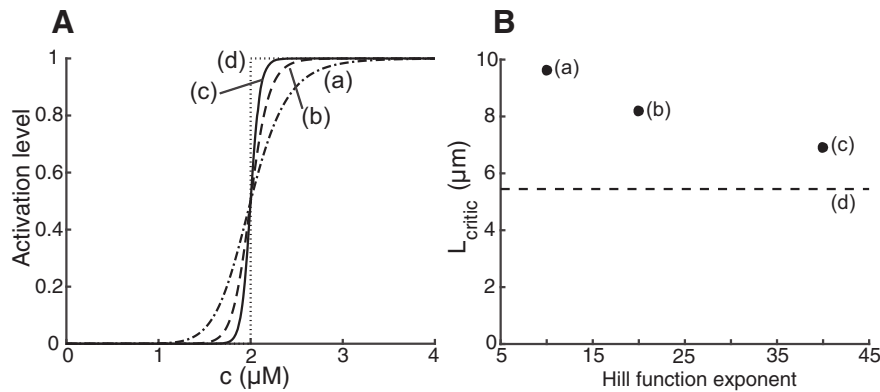 A
Activation level
1
0.8
0.6
0.4
0.2
0
0
1
2
3
4
c (μM)
(d)
(c)
(a)
(b)
B
L_critic (μm)
10
8
6
4
2
0
5
15
25
35
45
Hill function exponent
(a)
(b)
(c)
(d)